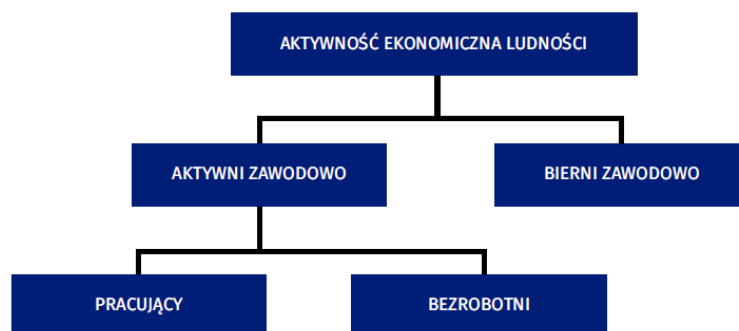 AKTYWNOŚĆ EKONOMICZNA LUDNOŚCI
AKTYWNI ZAWODOWO
BIERNI ZAWODOWO
PRACUJĄCY
BEZROBOTNI